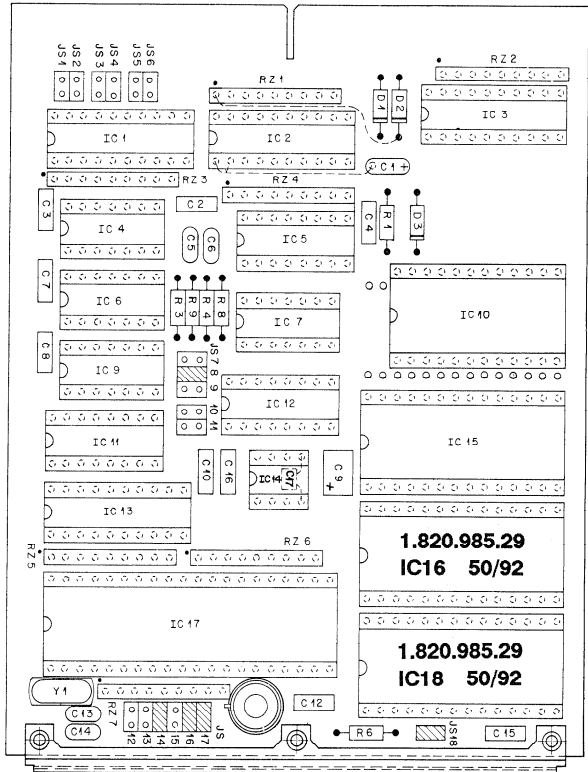 JS1
JS2
JS3
JS4
JS5
JS6
RZ1
RZ2
D1
D2
IC1
IC2
IC3
C1 +
RZ3
RZ4
C3
C2
C4
R1
D3
IC4
C5
C6
IC5
C7
IC6
R3
R9
R4
R8
IC7
IC10
C8
IC9
JS7
8
9
10
11
IC12
IC11
C10
C16
IC14
C17
C9
+
IC15
IC13
RZ5
RZ6
1.820.985.29
IC16 50/92
IC17
1.820.985.29
IC18 50/92
Y1
C13
C14
RZ7
12
13
14
15
16
17
JS
C12
R6
JS18
C15